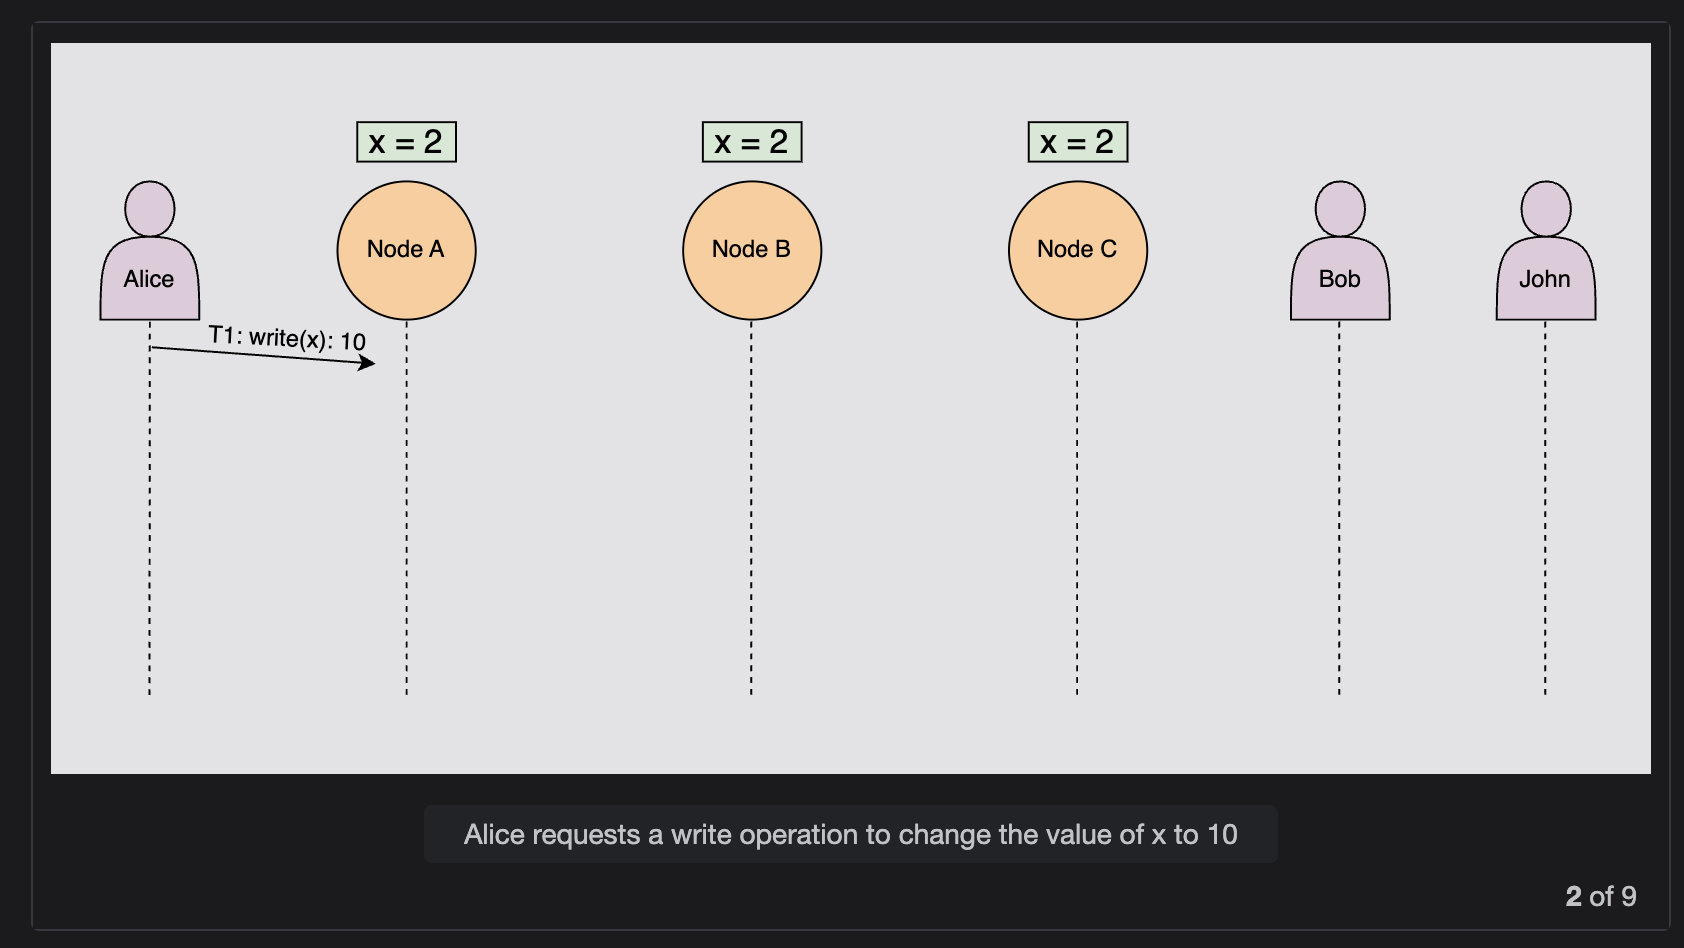 x = 2
x = 2
x = 2
Alice
Node A
Node B
Node C
Bob
John
T1: write(x): 10
Alice requests a write operation to change the value of x to 10
2 of 9